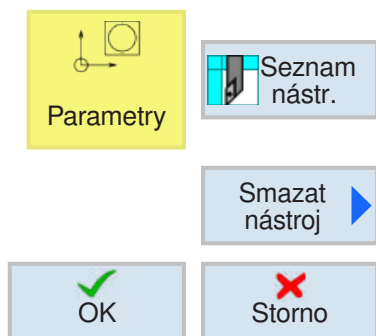 Parametry
Seznam
nástr.
Smazat
nástroj
OK
Storno